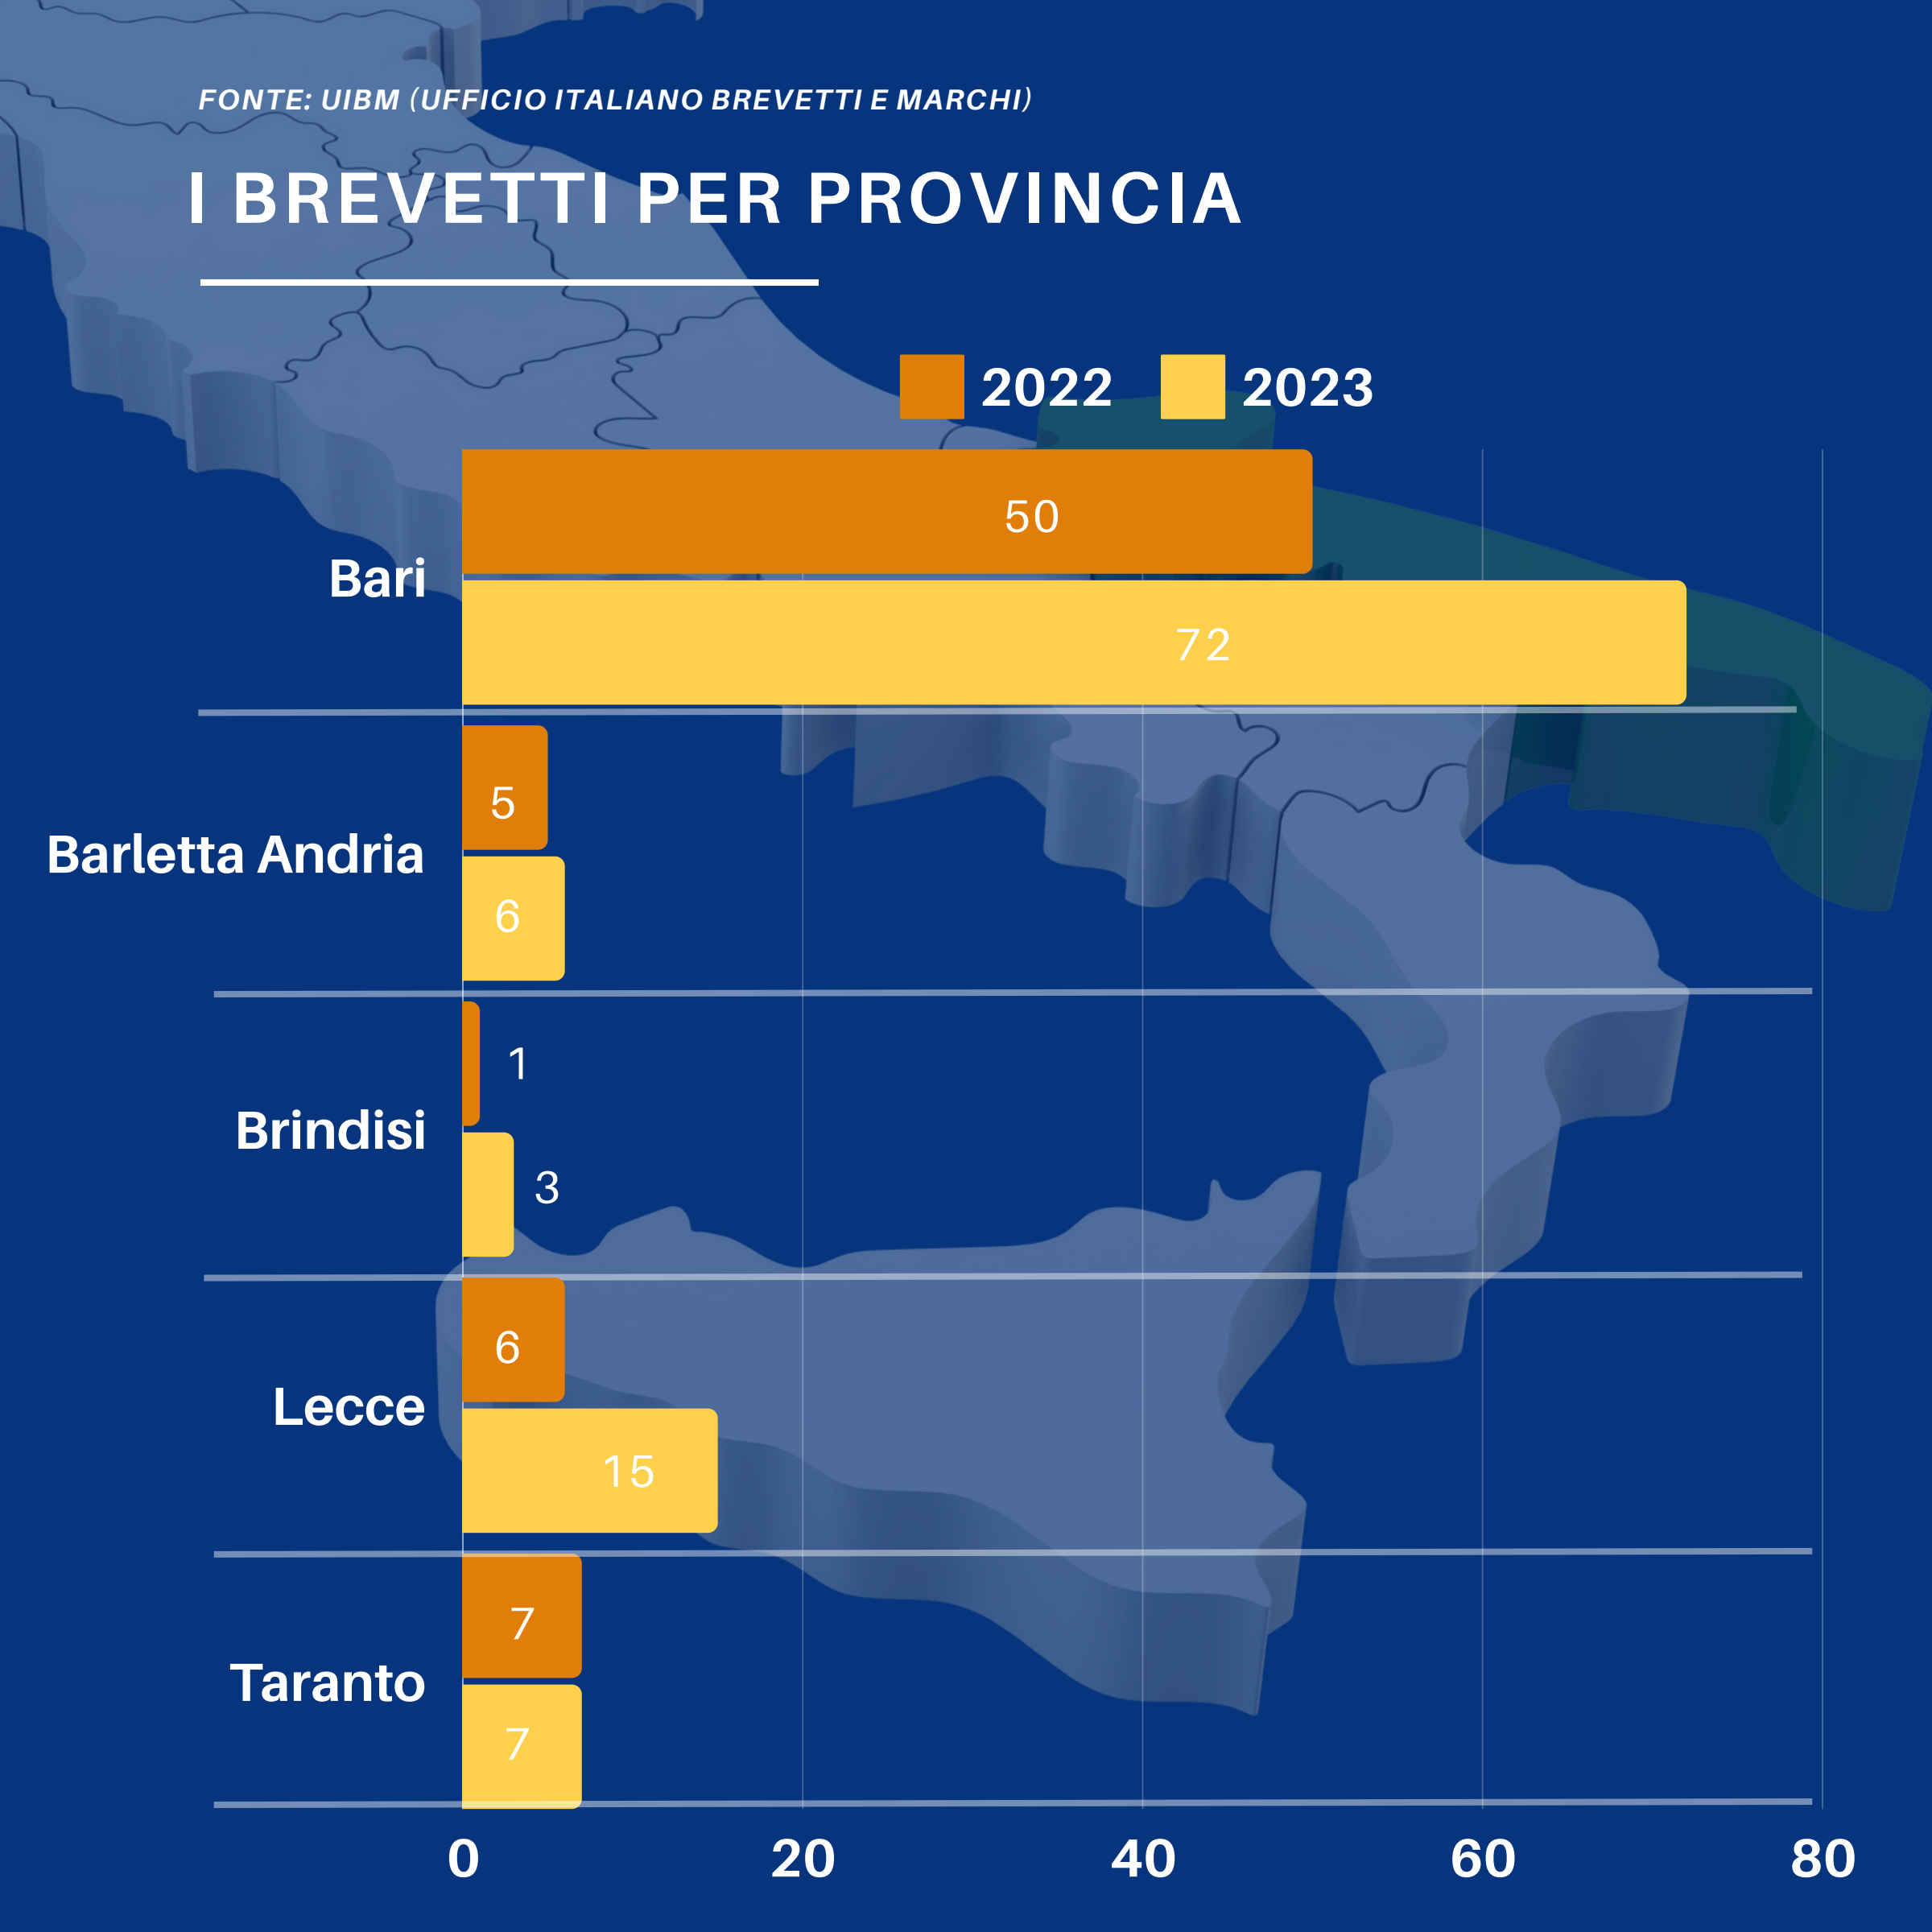 FONTE: UIBM (UFFICIO ITALIANO BREVETTI E MARCHI)
I BREVETTI PER PROVINCIA
2022 2023
50
Bari
72
5
Barletta Andria
6
1
Brindisi
3
6
Lecce
15
7
Taranto
7
0 20 40 60 80